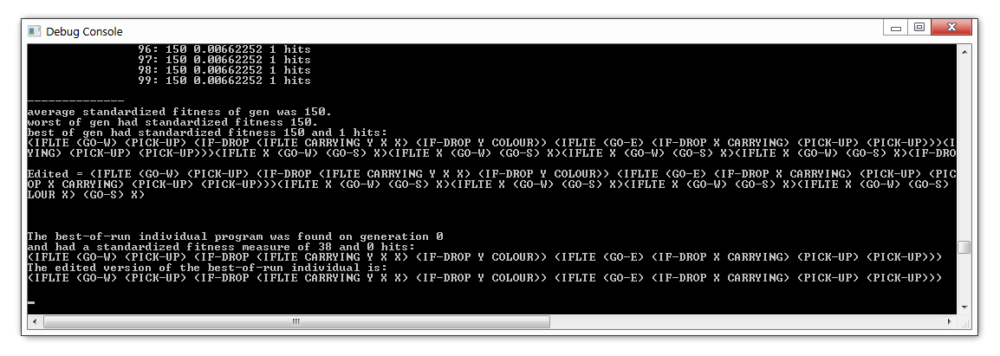 Debug Console
96: 150 0.00662252 1 hits
97: 150 0.00662252 1 hits
98: 150 0.00662252 1 hits
99: 150 0.00662252 1 hits
--------------
average standardized fitness of gen was 150.
worst of gen had standardized fitness 150.
best of gen had standardized fitness 150 and 1 hits:
(IFLTE (GO-W) (PICK-UP) (IF-DROP (IFLTE CARRYING Y X X) (IF-DROP Y COLOUR)) (IFLTE (GO-E) (IF-DROP X CARRYING) (PICK-UP) (PICK-UP)))(I
YING) (PICK-UP) (PICK-UP)))(IFLTE X (GO-W) (GO-S) X)(IFLTE X (GO-W) (GO-S) X)(IFLTE X (GO-W) (GO-S) X)(IFLTE X (GO-W) (GO-S) X)(IF-DRO
Edited = (IFLTE (GO-W) (PICK-UP) (IF-DROP (IFLTE CARRYING Y X X) (IF-DROP Y COLOUR)) (IFLTE (GO-E) (IF-DROP X CARRYING) (PICK-UP) (PIC
OP X CARRYING) (PICK-UP) (PICK-UP)))(IFLTE X (GO-W) (GO-S) X)(IFLTE X (GO-W) (GO-S) X)(IFLTE X (GO-W) (GO-S) X)(IFLTE X (GO-W) (GO-S)
LOUR X) (GO-S) X)
The best-of-run individual program was found on generation 0
and had a standardized fitness measure of 38 and 0 hits:
(IFLTE (GO-W) (PICK-UP) (IF-DROP (IFLTE CARRYING Y X X) (IF-DROP Y COLOUR)) (IFLTE (GO-E) (IF-DROP X CARRYING) (PICK-UP) (PICK-UP)))
The edited version of the best-of-run individual is:
(IFLTE (GO-W) (PICK-UP) (IF-DROP (IFLTE CARRYING Y X X) (IF-DROP Y COLOUR)) (IFLTE (GO-E) (IF-DROP X CARRYING) (PICK-UP) (PICK-UP)))